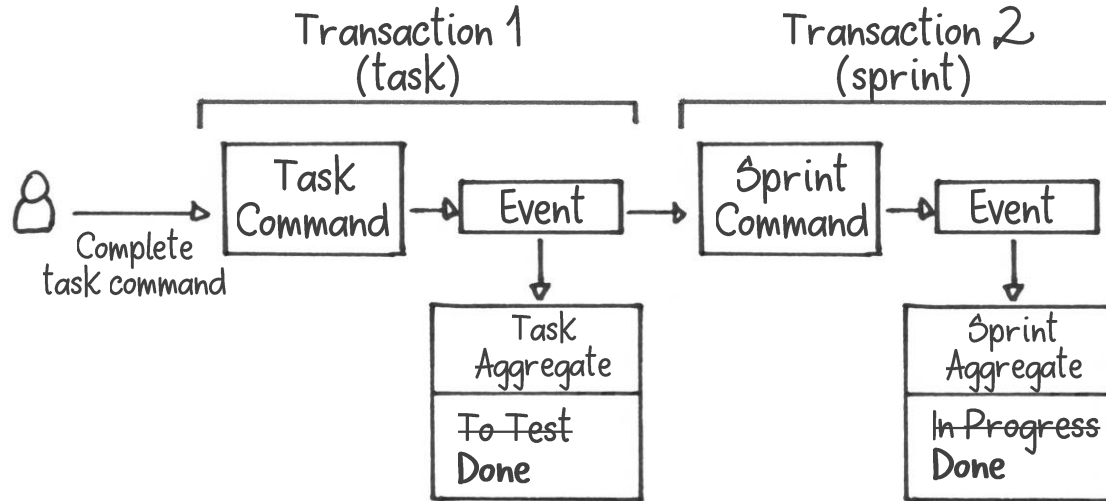 Transaction 1
(task)
Transaction 2
(sprint)
Task
Command
Event
Sprint
Command
Event
Complete
task command
Task
Aggregate
To Test
Done
Sprint
Aggregate
In Progress
Done